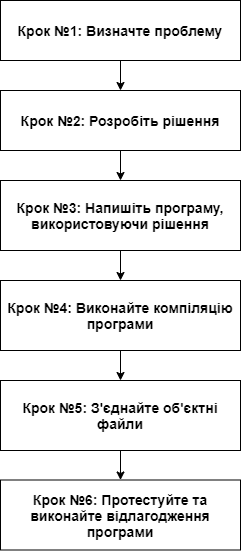 Крок №1: Визначте проблему
Крок №2: Розробіть рішення
Крок №3: Напишіть програму,
використовуючи рішення
Крок №4: Виконайте компіляцію
програми
Крок №5: З'єднайте об'єктні
файли
Крок №6: Протестуйте та
виконайте відлагодження
програми